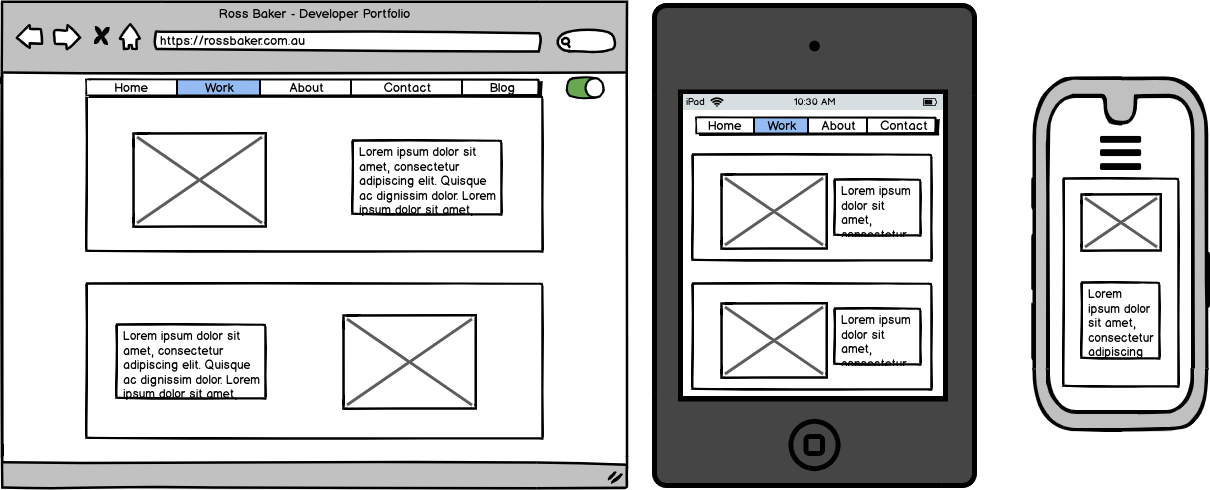 Ross Baker - Developer Portfolio
https://rossbaker.com.au
Home Work About Contact Blog
Lorem ipsum dolor sit
amet, consectetur
adipiscing elit. Quisque
ac dignissim dolor. Lorem
ipsum dolor sit amet,
Lorem ipsum dolor sit
amet, consectetur
adipiscing elit. Quisque
ac dignissim dolor. Lorem
ipsum dolor sit amet,
iPad 10:30 AM
Home Work About Contact
Lorem ipsum
dolor sit
amet,
consectetur
Lorem ipsum
dolor sit
amet,
consectetur
Lorem
ipsum dolor
sit amet,
consectetur
adipiscing